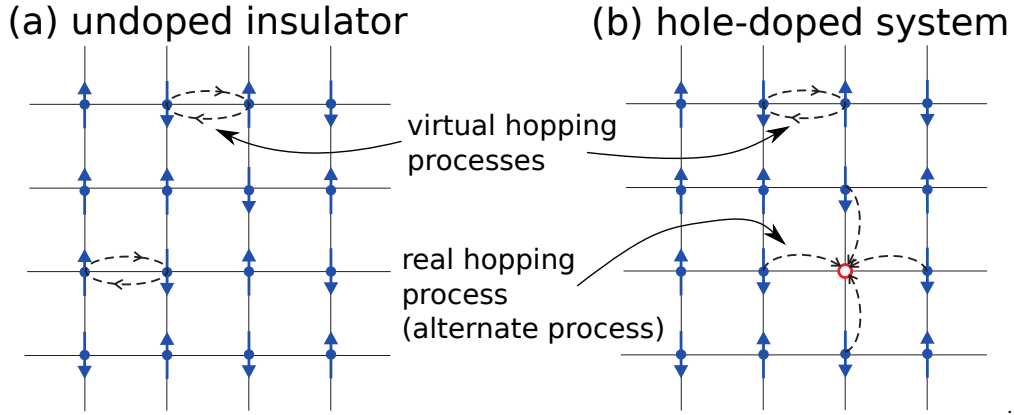 (a) undoped insulator
(b) hole-doped system
virtual hopping
processes
real hopping
process
(alternate process)